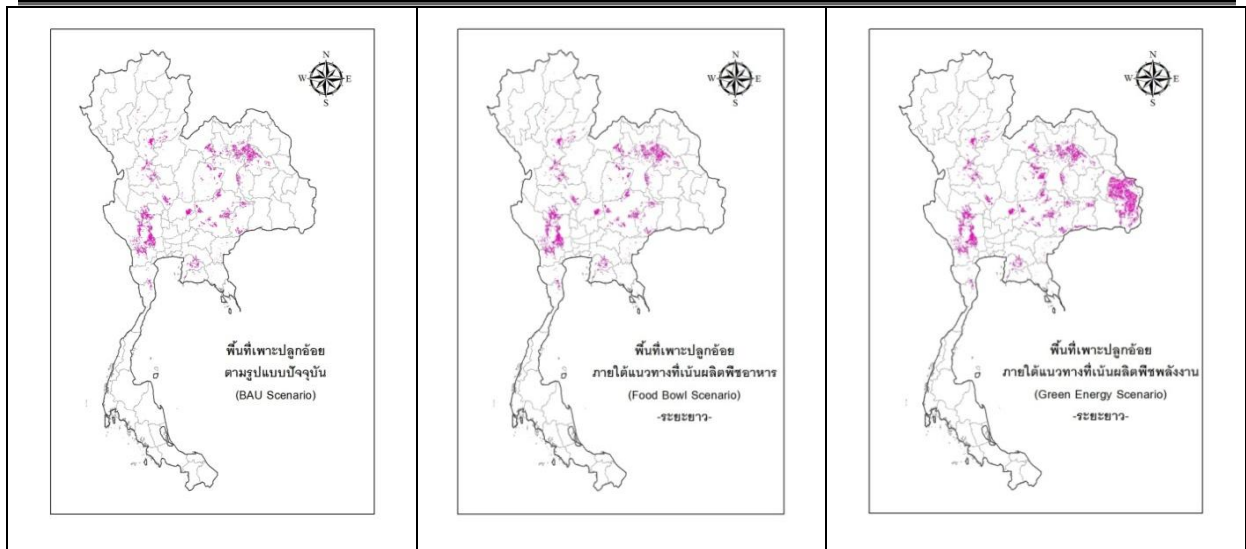 N
W E
S
พื้นที่เพาะปลูกอ้อย
ตามรูปแบบปัจจุบัน
(BAU Scenario)
N
W E
S
พื้นที่เพาะปลูกอ้อย
ภายใต้แนวทางที่เน้นผลิตพืชอาหาร
(Food Bowl Scenario)
-ระยะยาว-
N
W E
S
พื้นที่เพาะปลูกอ้อย
ภายใต้แนวทางที่เน้นผลิตพืชพลังงาน
(Green Energy Scenario)
-ระยะยาว-